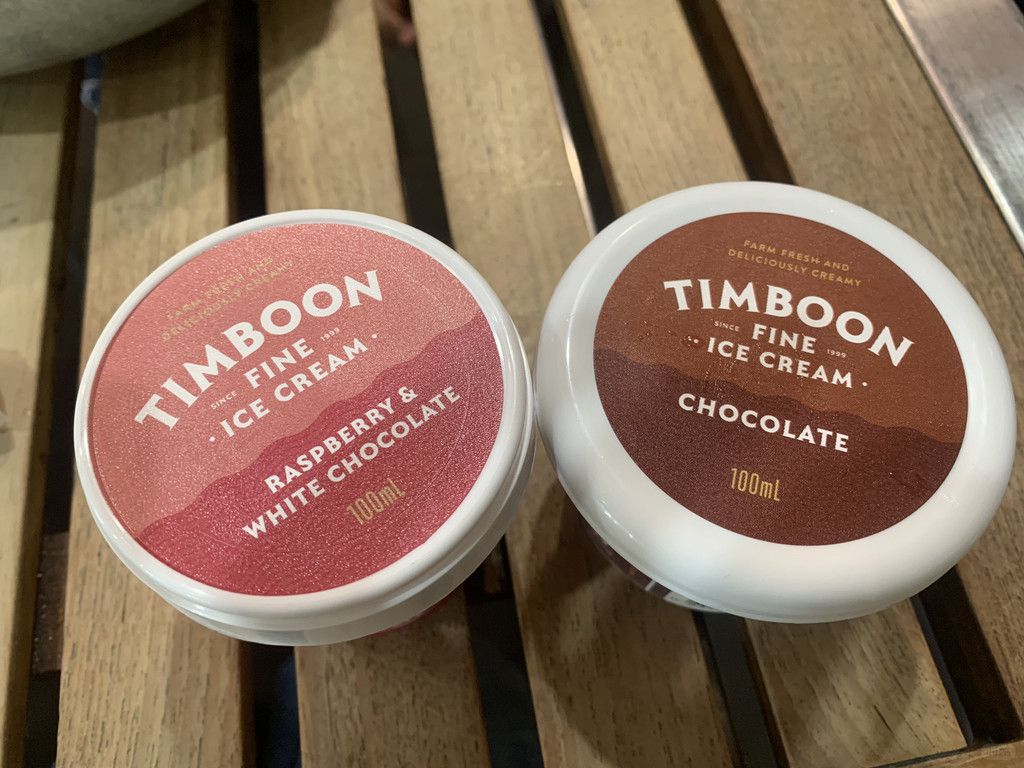 FARM FRESH AND
DELICIOUSLY CREAMY
TIMBOON
SINCE FINE 1999
· ICE CREAM ·
RASPBERRY &
WHITE CHOCOLATE
100mL
FARM FRESH AND
DELICIOUSLY CREAMY
TIMBOON
SINCE FINE 1999
· ICE CREAM ·
CHOCOLATE
100mL